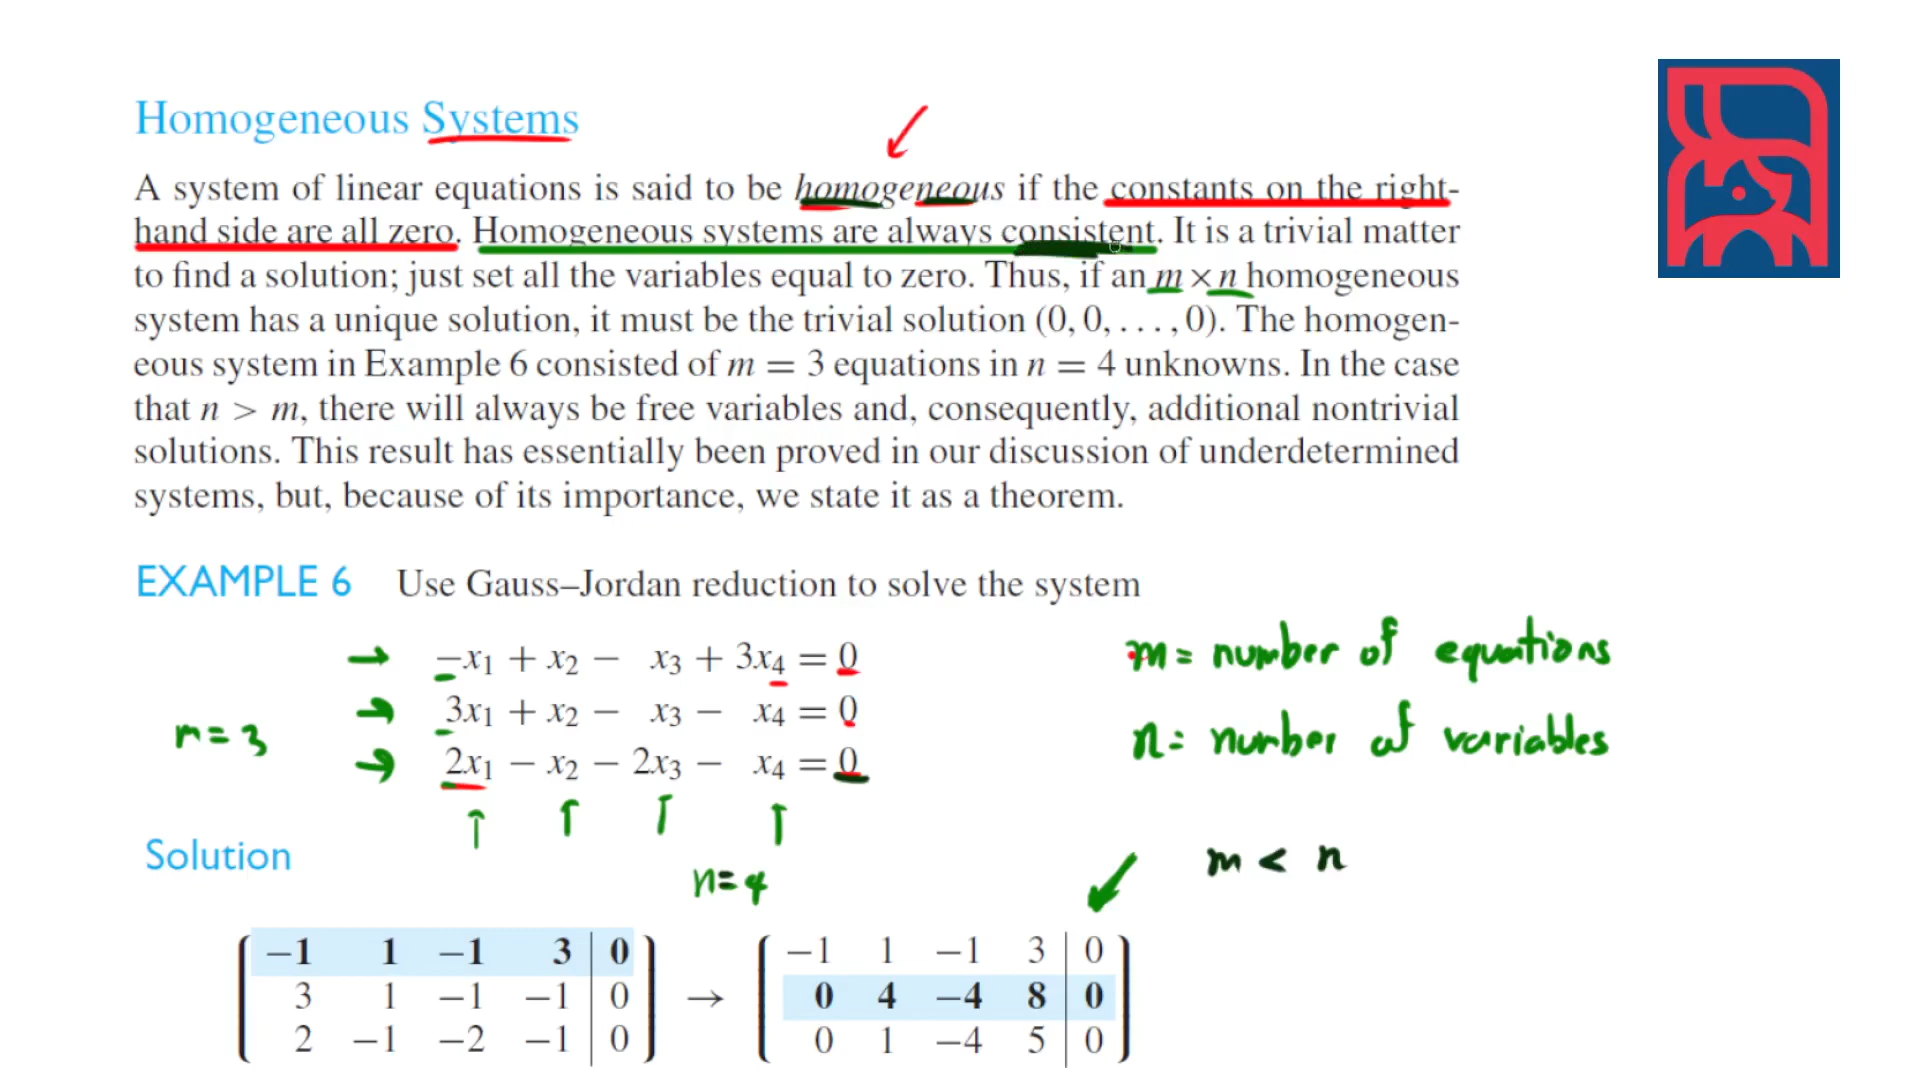 Homogeneous Systems
A system of linear equations is said to be homogeneous if the constants on the right-
hand side are all zero. Homogeneous systems are always consistent. It is a trivial matter
to find a solution; just set all the variables equal to zero. Thus, if an m × n homogeneous
system has a unique solution, it must be the trivial solution (0, 0, . . . , 0). The homogen-
eous system in Example 6 consisted of m = 3 equations in n = 4 unknowns. In the case
that n > m, there will always be free variables and, consequently, additional nontrivial
solutions. This result has essentially been proved in our discussion of underdetermined
systems, but, because of its importance, we state it as a theorem.
EXAMPLE 6 Use Gauss–Jordan reduction to solve the system
−x₁ + x₂ − x₃ + 3x₄ = 0
3x₁ + x₂ − x₃ − x₄ = 0
2x₁ − x₂ − 2x₃ − x₄ = 0
m = 3
n = 4
m = number of equations
n = number of variables
m < n
Solution
−1 1 −1 3 | 0
3 1 −1 −1 | 0
2 −1 −2 −1 | 0
→
−1 1 −1 3 | 0
0 4 −4 8 | 0
0 1 −4 5 | 0